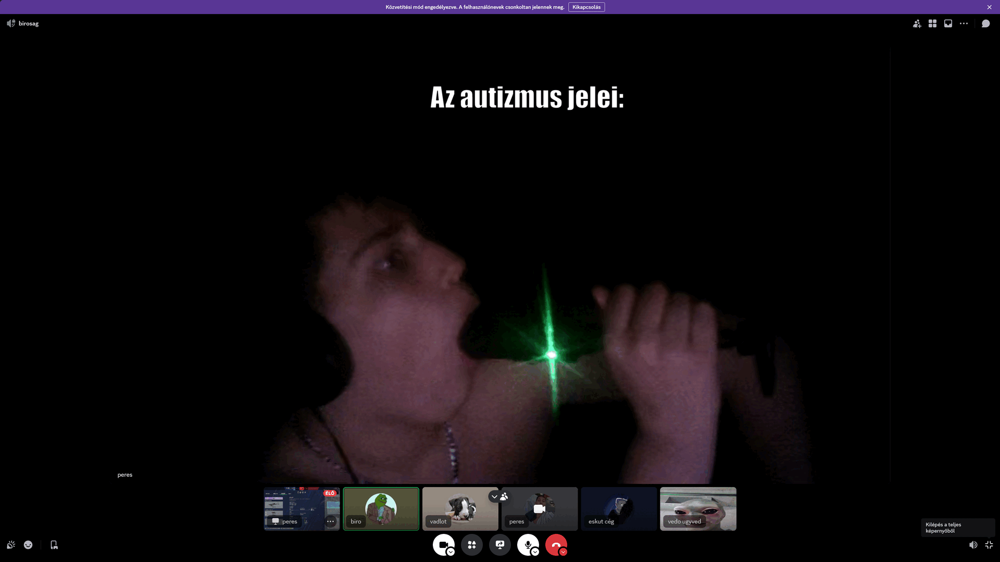 Közvetítési mód engedélyezve. A felhasználónevek csonkoltan jelennek meg. Kikapcsolás
birosag
Az autizmus jelei:
peres
ÉLŐ
peres
biro
vadlot
peres
eskut cég
vedo ugyved
Kilépés a teljes
képernyőből